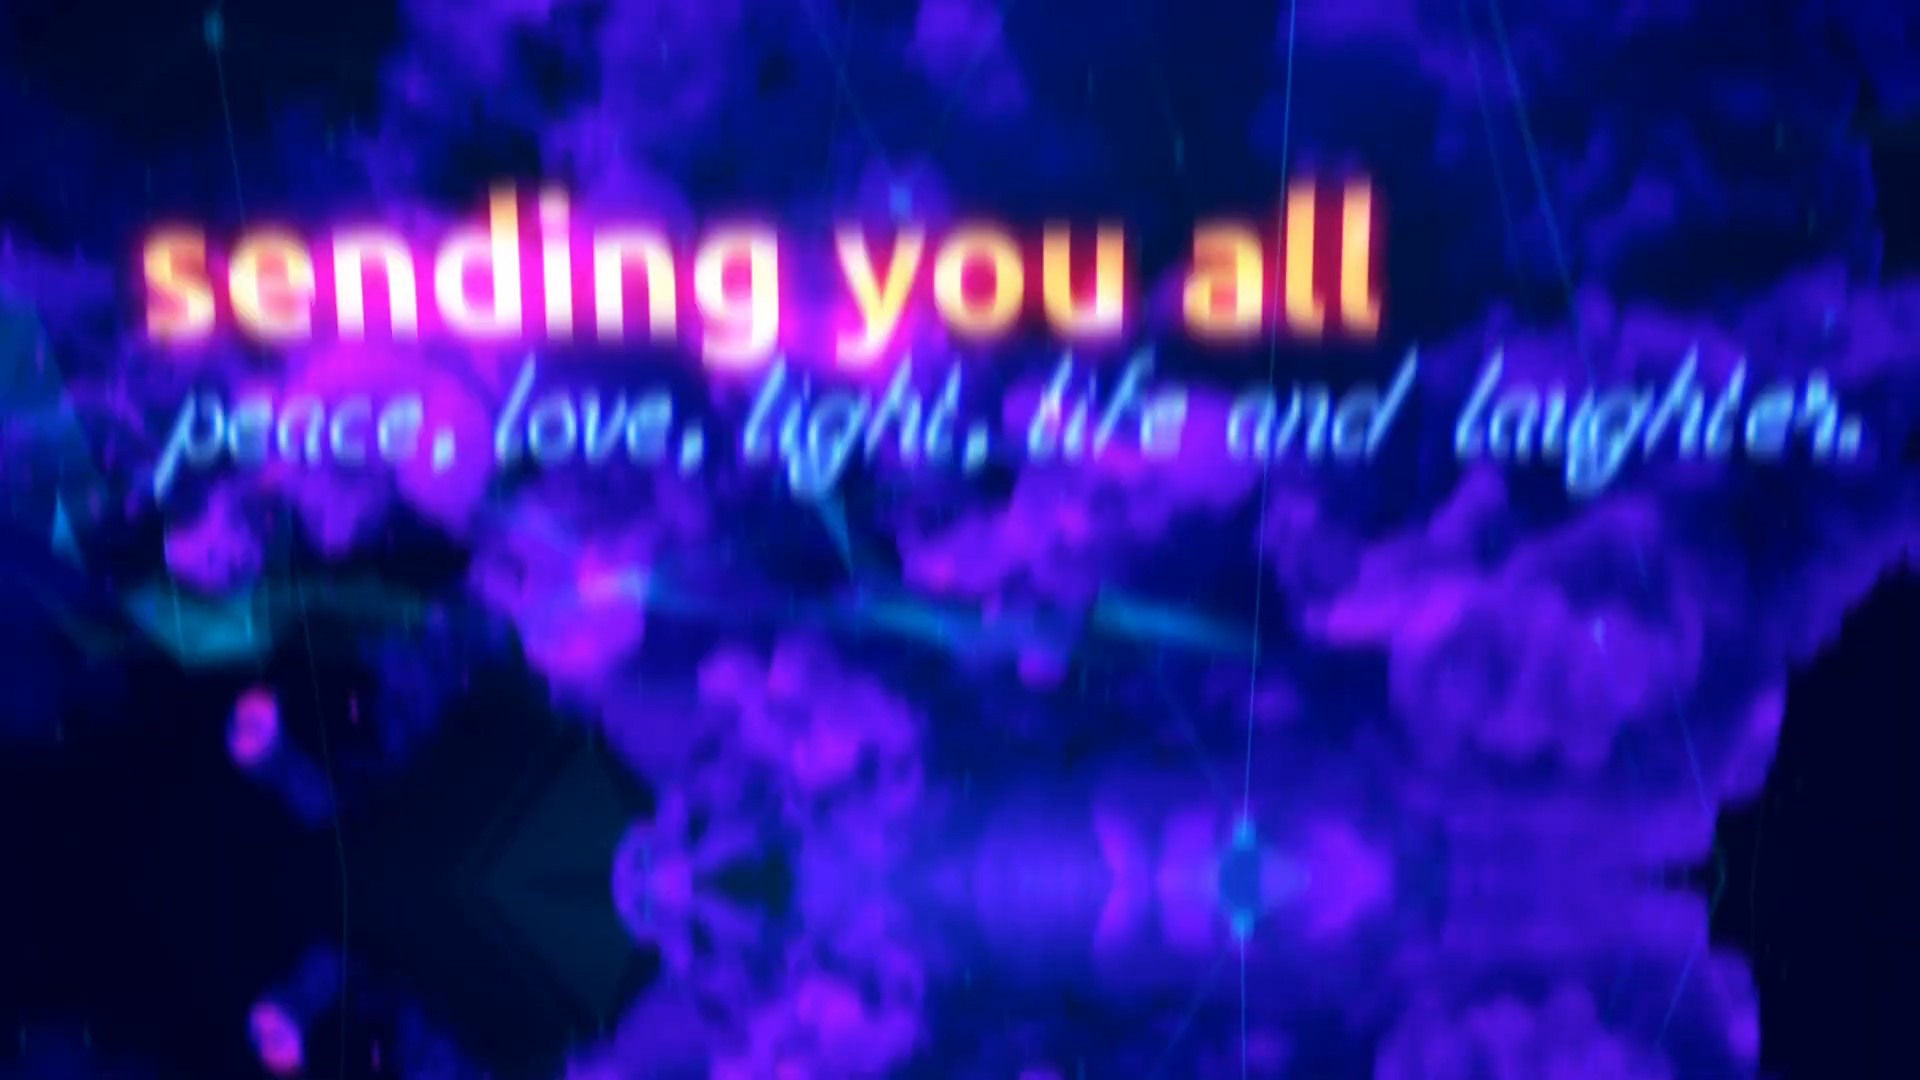 sending you all
peace, love, light, life and laughter.